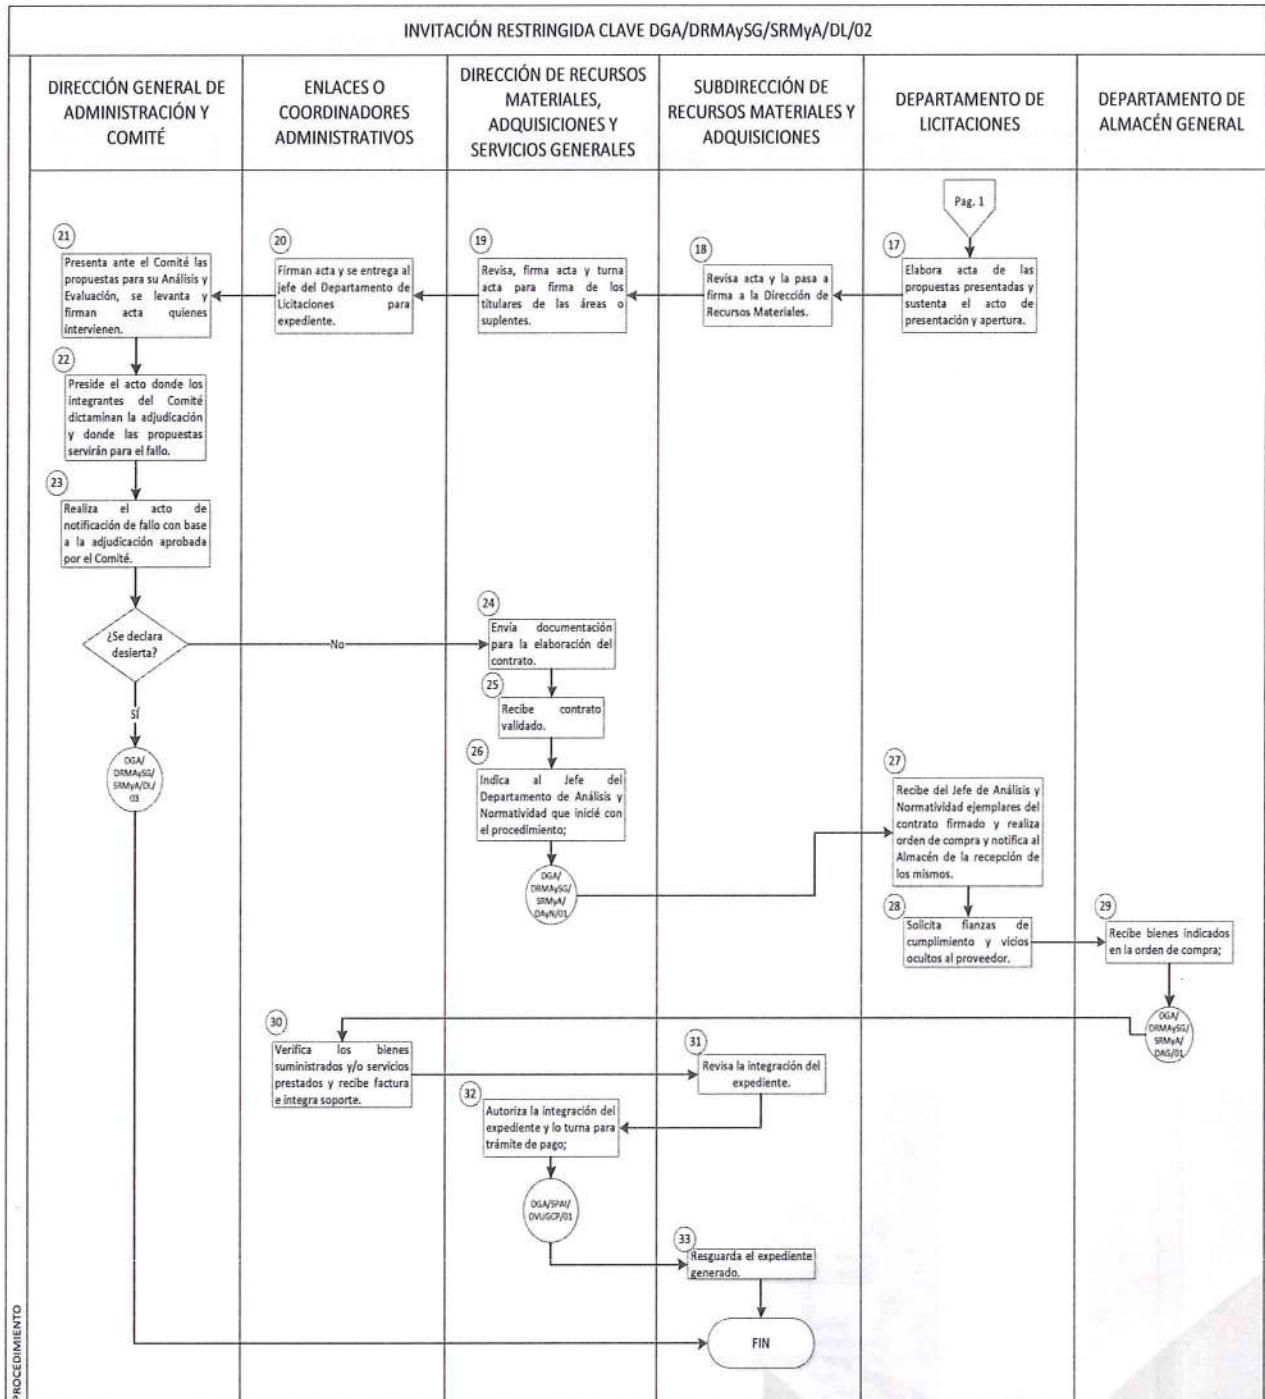 INVITACIÓN RESTRINGIDA CLAVE DGA/DRMAySG/SRMyA/DL/02
DIRECCIÓN GENERAL DE
ADMINISTRACIÓN Y
COMITÉ
ENLACES O
COORDINADORES
ADMINISTRATIVOS
DIRECCIÓN DE RECURSOS
MATERIALES,
ADQUISICIONES Y
SERVICIOS GENERALES
SUBDIRECCIÓN DE
RECURSOS MATERIALES Y
ADQUISICIONES
DEPARTAMENTO DE
LICITACIONES
DEPARTAMENTO DE
ALMACÉN GENERAL
Pag. 1
17
Elabora acta de las
propuestas presentadas y
sustenta el acto de
presentación y apertura.
18
Revisa acta y la pasa a
firma a la Dirección de
Recursos Materiales.
19
Revisa, firma acta y turna
acta para firma de los
titulares de las áreas o
suplentes.
20
Firman acta y se entrega al
jefe del Departamento de
Licitaciones para
expediente.
21
Presenta ante el Comité las
propuestas para su Análisis y
Evaluación, se levanta y
firman acta quienes
intervienen.
22
Preside el acto donde los
integrantes del Comité
dictaminan la adjudicación
y donde las propuestas
servirán para el fallo.
23
Realiza el acto de
notificación de fallo con base
a la adjudicación aprobada
por el Comité.
¿Se declara
desierta?
No
SÍ
DGA/
DRMAySG/
SRMyA/DL/
03
24
Envía documentación
para la elaboración del
contrato.
25
Recibe contrato
validado.
26
Indica al Jefe del
Departamento de Análisis y
Normatividad que inicié con
el procedimiento;
DGA/
DRMAySG/
SRMyA/
DAyN/01
27
Recibe del Jefe de Análisis y
Normatividad ejemplares del
contrato firmado y realiza
orden de compra y notifica al
Almacén de la recepción de
los mismos.
28
Solicita fianzas de
cumplimiento y vicios
ocultos al proveedor.
29
Recibe bienes indicados
en la orden de compra;
DGA/
DRMAySG/
SRMyA/
DAG/01
30
Verifica los bienes
suministrados y/o servicios
prestados y recibe factura
e integra soporte.
31
Revisa la integración del
expediente.
32
Autoriza la integración del
expediente y lo turna para
trámite de pago;
DGA/SPAI/
DVUGCP/01
33
Resguarda el expediente
generado.
FIN
PROCEDIMIENTO